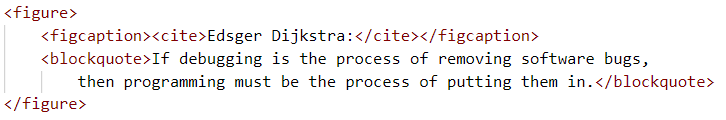 <figure>
<figcaption><cite>Edsger Dijkstra:</cite></figcaption>
<blockquote>If debugging is the process of removing software bugs,
then programming must be the process of putting them in.</blockquote>
</figure>